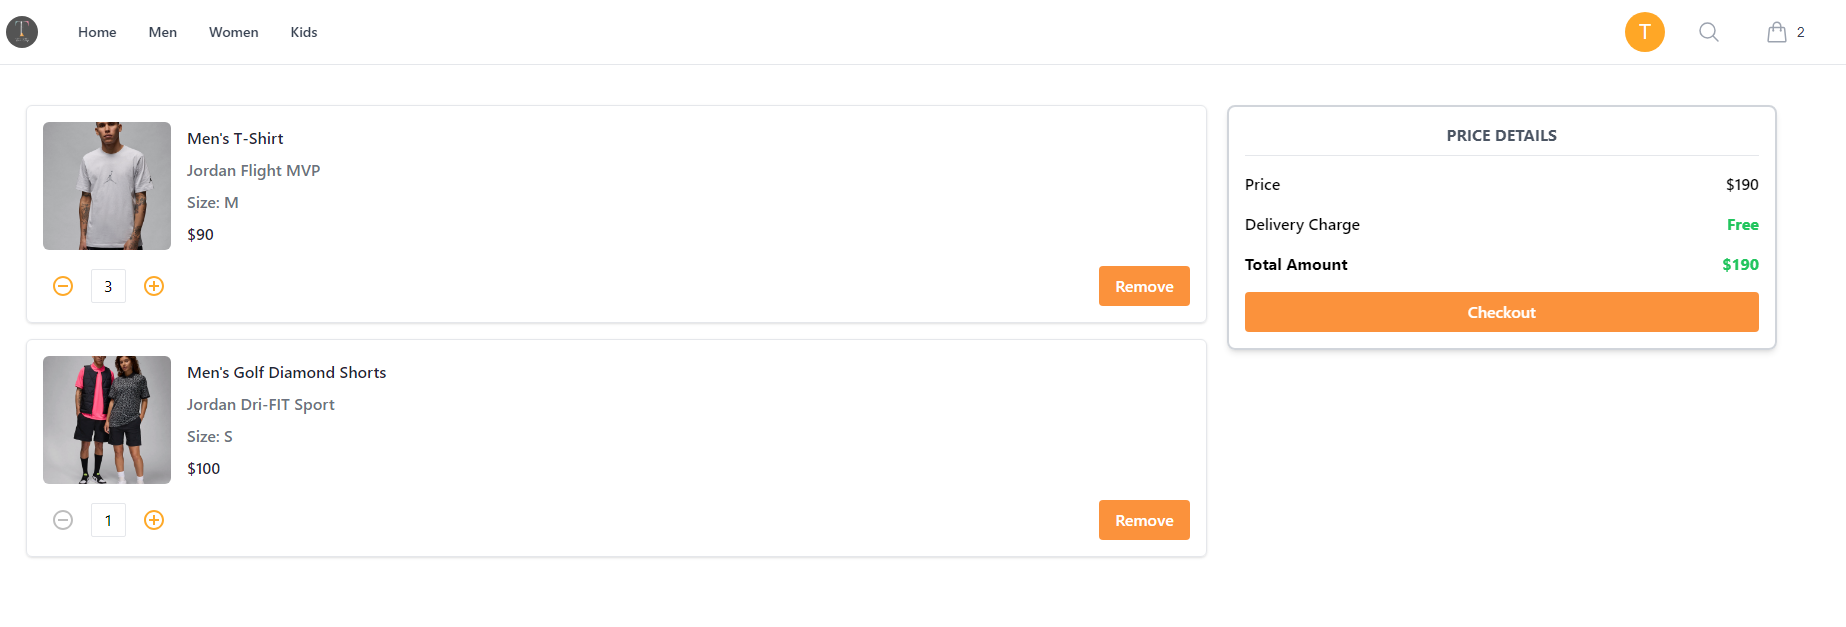 T
Home
Men
Women
Kids
T
2
Men's T-Shirt
Jordan Flight MVP
Size: M
$90
3
Remove
Men's Golf Diamond Shorts
Jordan Dri-FIT Sport
Size: S
$100
1
Remove
PRICE DETAILS
Price $190
Delivery Charge Free
Total Amount $190
Checkout